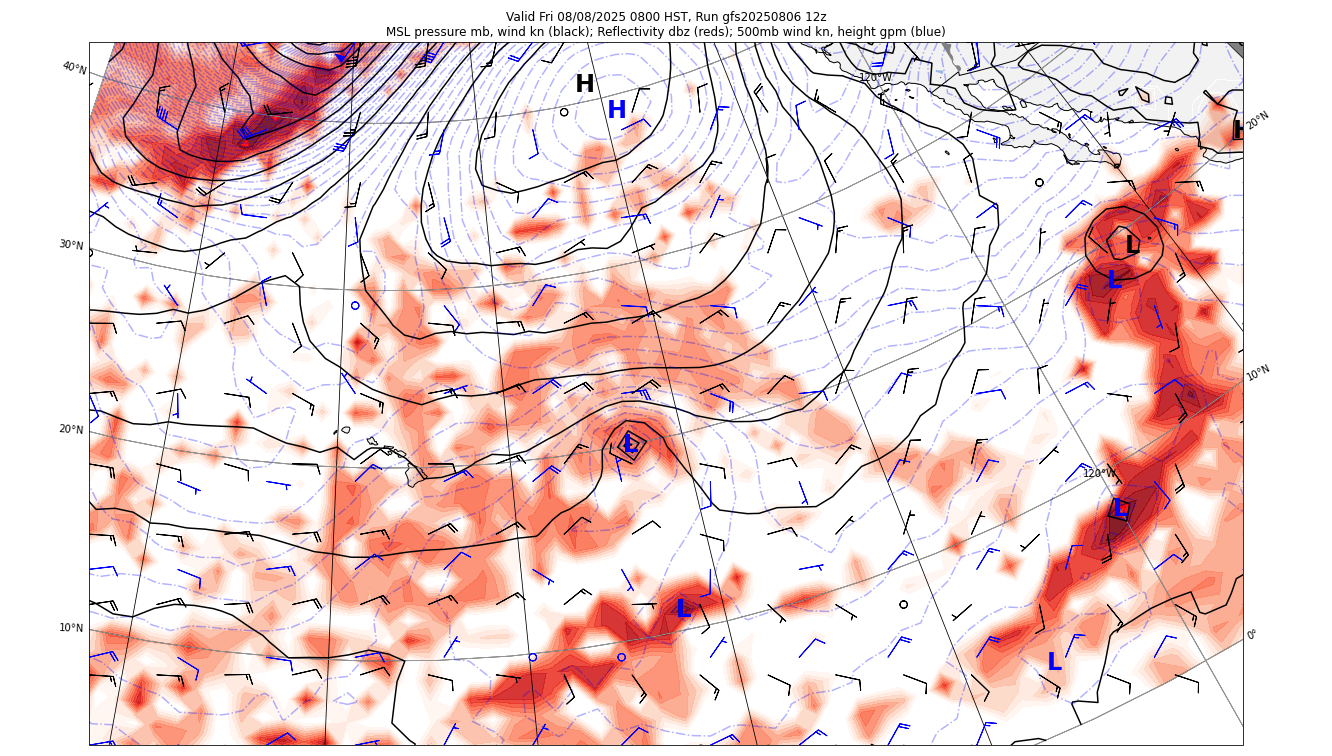 Valid Fri 08/08/2025 0800 HST, Run gfs20250806 12z
MSL pressure mb, wind kn (black); Reflectivity dbz (reds); 500mb wind kn, height gpm (blue)
40°N
H
H
120°W
20°N
H
30°N
L
L
10°N
20°N
L
120°W
L
L
10°N
0°
L